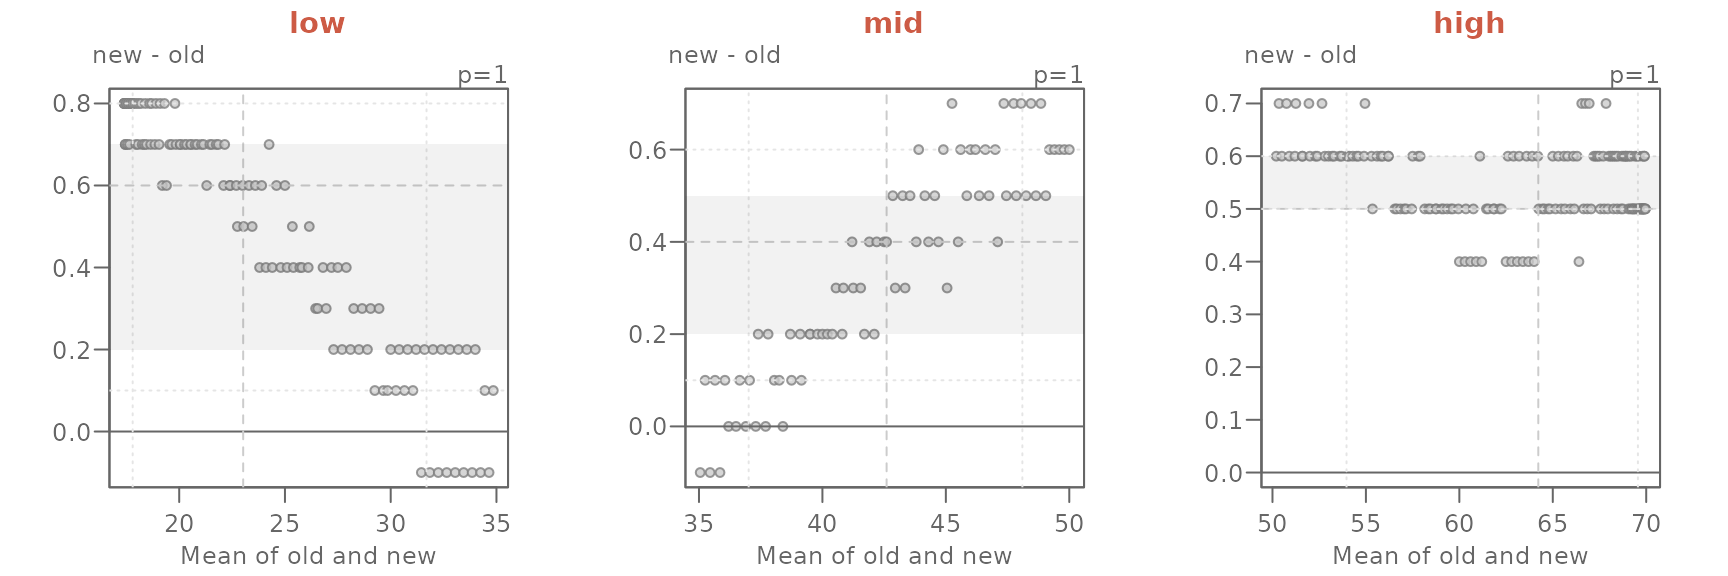 low
new - old
p=1
0.8
0.6
0.4
0.2
0.0
20 25 30 35
Mean of old and new
mid
new - old
p=1
0.6
0.4
0.2
0.0
35 40 45 50
Mean of old and new
high
new - old
p=1
0.7
0.6
0.5
0.4
0.3
0.2
0.1
0.0
50 55 60 65 70
Mean of old and new